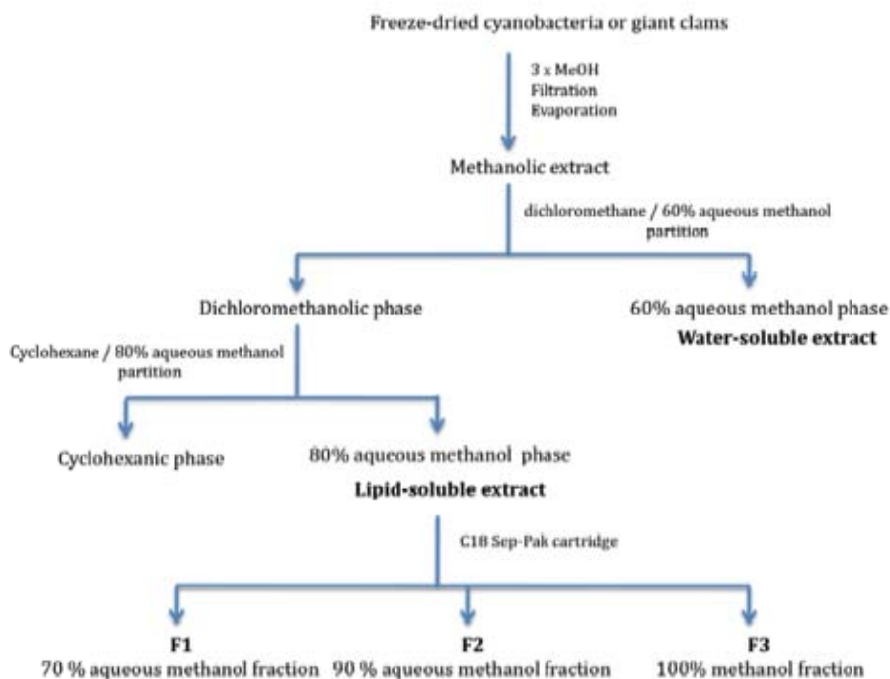 Freeze-dried cyanobacteria or giant clams
3 x MeOH
Filtration
Evaporation
Methanolic extract
dichloromethane / 60% aqueous methanol
partition
Dichloromethanolic phase
60% aqueous methanol phase
Water-soluble extract
Cyclohexane / 80% aqueous methanol
partition
Cyclohexanic phase
80% aqueous methanol phase
Lipid-soluble extract
C18 Sep-Pak cartridge
F1
70 % aqueous methanol fraction
F2
90 % aqueous methanol fraction
F3
100% methanol fraction